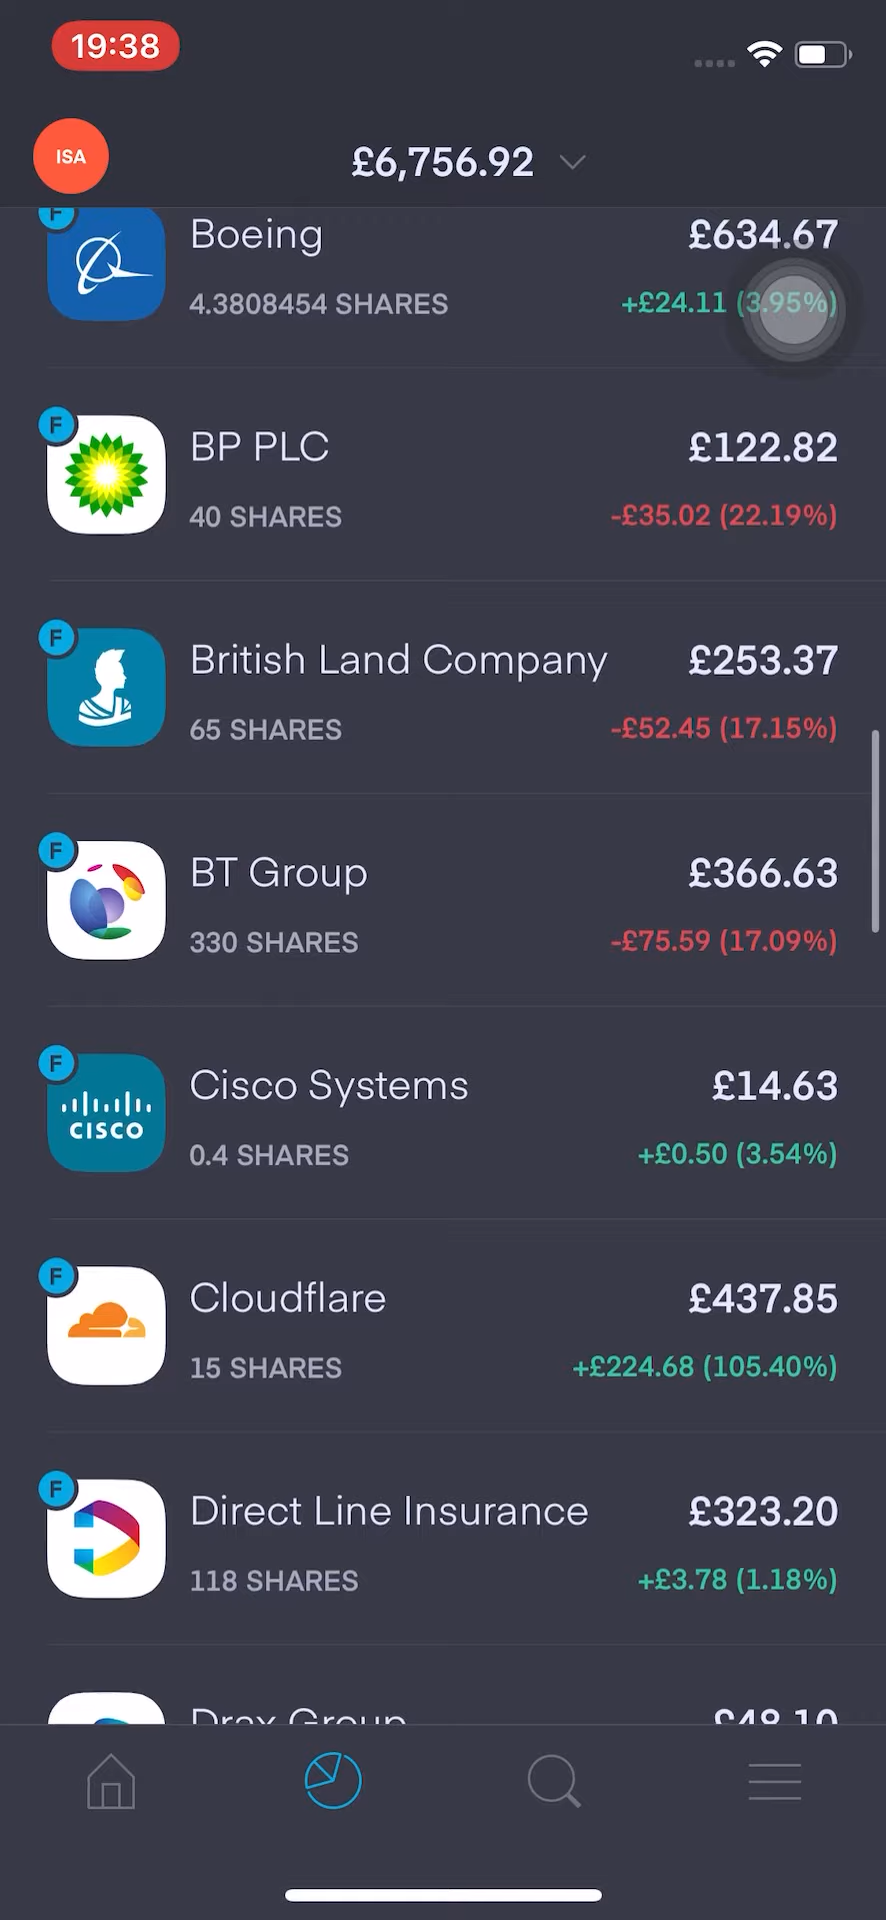 19:38
ISA
£6,756.92
F
Boeing £634.67
4.3808454 SHARES +£24.11 (3.95%)
F
BP PLC £122.82
40 SHARES -£35.02 (22.19%)
F
British Land Company £253.37
65 SHARES -£52.45 (17.15%)
F
BT Group £366.63
330 SHARES -£75.59 (17.09%)
F
Cisco Systems £14.63
CISCO
0.4 SHARES +£0.50 (3.54%)
F
Cloudflare £437.85
15 SHARES +£224.68 (105.40%)
F
Direct Line Insurance £323.20
118 SHARES +£3.78 (1.18%)
Drax Group £48.10